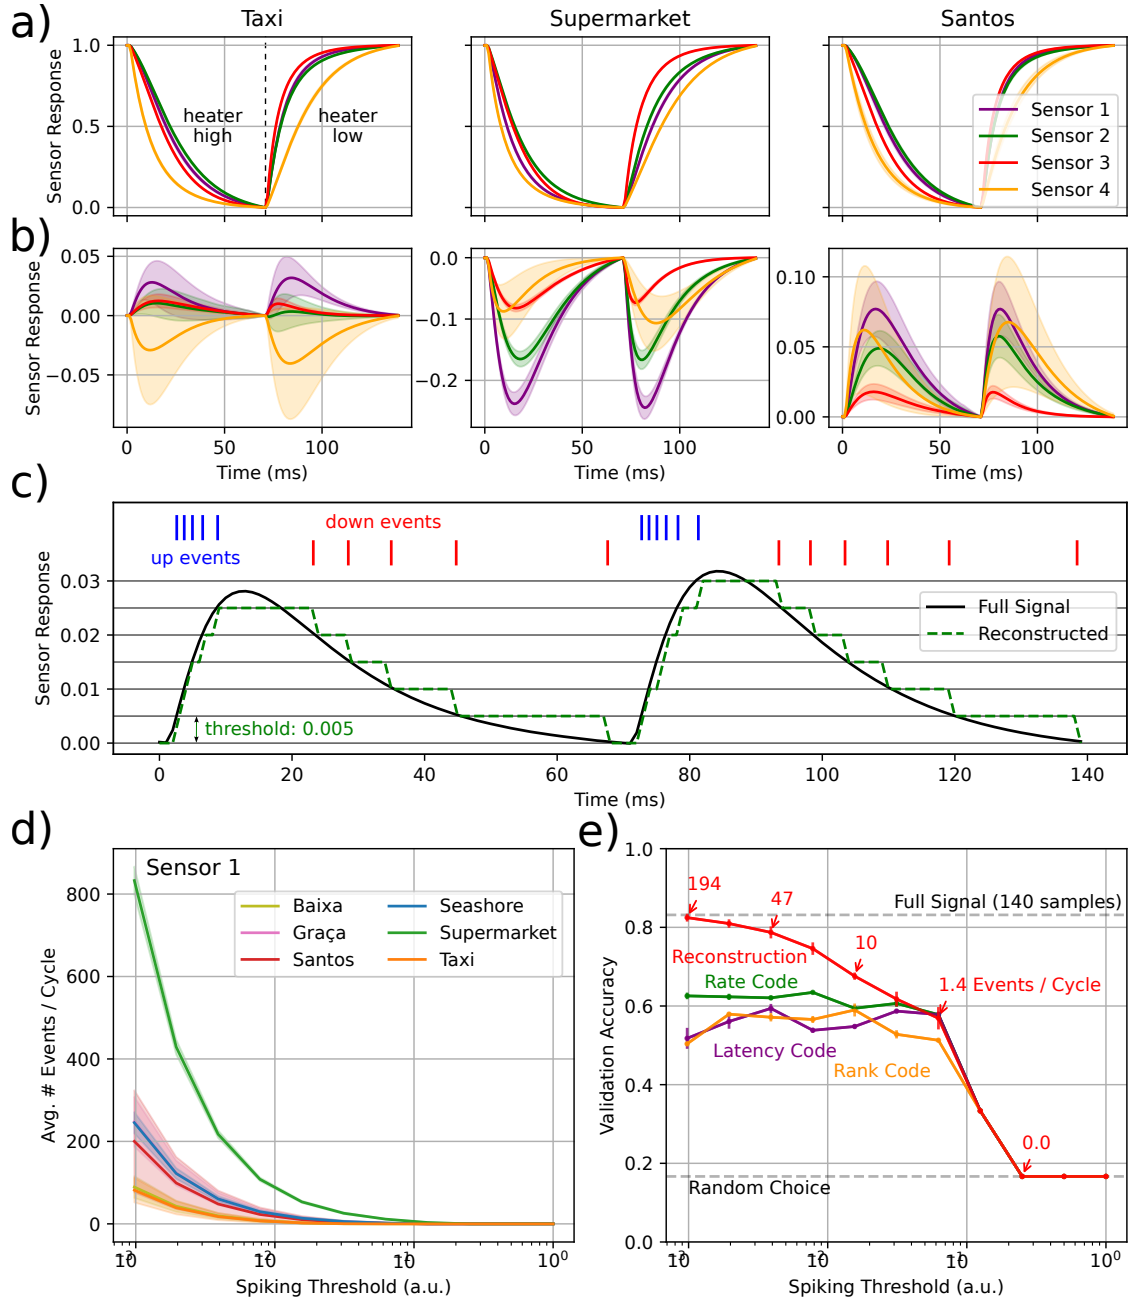 a)
Taxi
Supermarket
Santos
Sensor Response
1.0
0.5
0.0
heater
high
heater
low
Sensor 1
Sensor 2
Sensor 3
Sensor 4
b)
Sensor Response
0.05
0.00
−0.05
0.0
−0.1
−0.2
0.10
0.05
0.00
0 50 100
0 50 100
0 50 100
Time (ms)
Time (ms)
Time (ms)
c)
up events
down events
Sensor Response
0.03
0.02
0.01
0.00
threshold: 0.005
Full Signal
Reconstructed
0 20 40 60 80 100 120 140
Time (ms)
d)
Sensor 1
Avg. # Events / Cycle
800
600
400
200
0
Baixa
Graça
Santos
Seashore
Supermarket
Taxi
10⁻³ 10⁻² 10⁻¹ 10⁰
Spiking Threshold (a.u.)
e)
Validation Accuracy
1.0
0.8
0.6
0.4
0.2
0.0
194
47
10
1.4 Events / Cycle
0.0
Full Signal (140 samples)
Reconstruction
Rate Code
Latency Code
Rank Code
Random Choice
10⁻³ 10⁻² 10⁻¹ 10⁰
Spiking Threshold (a.u.)